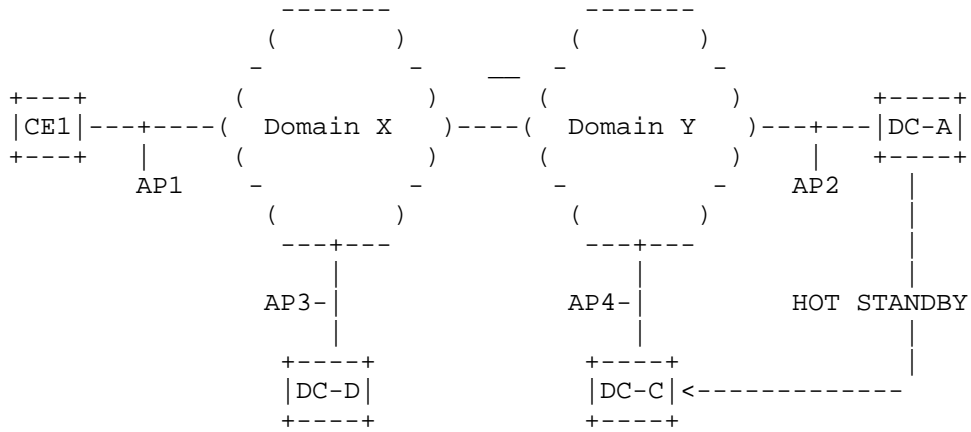 CE1 Domain X Domain Y DC-A
AP1 AP2
AP3 AP4 HOT STANDBY
DC-D DC-C